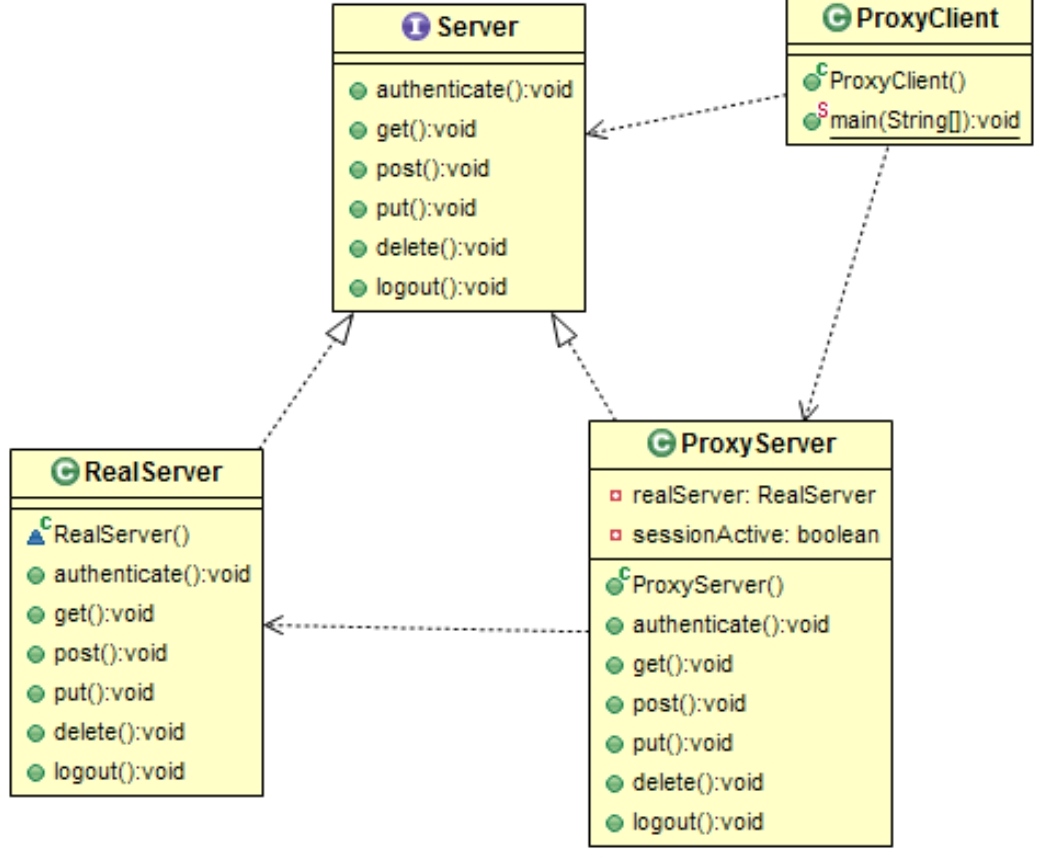 I Server
authenticate():void
get():void
post():void
put():void
delete():void
logout():void
C ProxyClient
C ProxyClient()
S main(String[]):void
C RealServer
C RealServer()
authenticate():void
get():void
post():void
put():void
delete():void
logout():void
C ProxyServer
realServer: RealServer
sessionActive: boolean
C ProxyServer()
authenticate():void
get():void
post():void
put():void
delete():void
logout():void